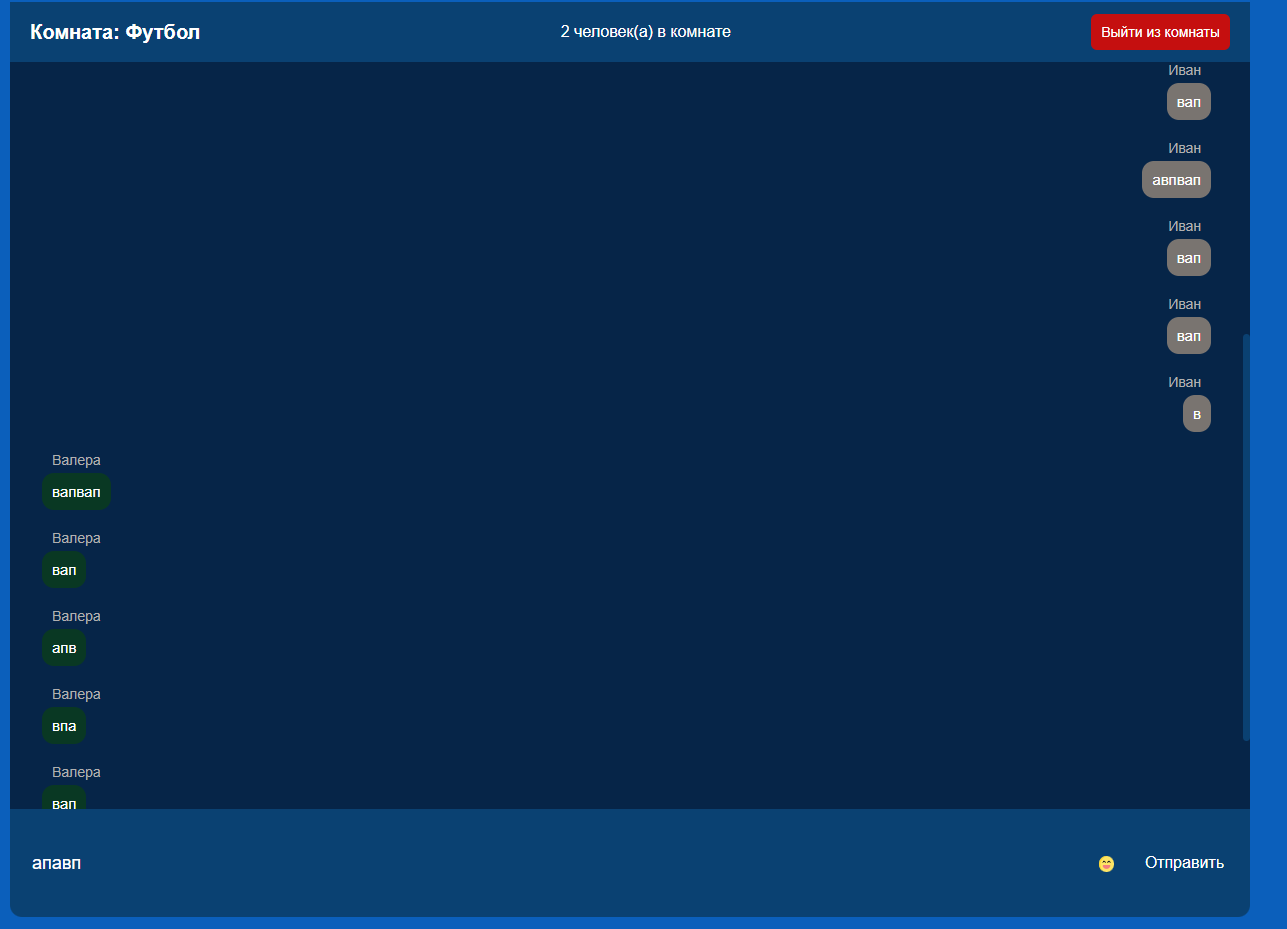 Комната: Футбол
2 человек(а) в комнате
Выйти из комнаты
Иван
вап
Иван
авпвап
Иван
вап
Иван
вап
Иван
в
Валера
вапвап
Валера
вап
Валера
апв
Валера
впа
Валера
вап
апавп
Отправить